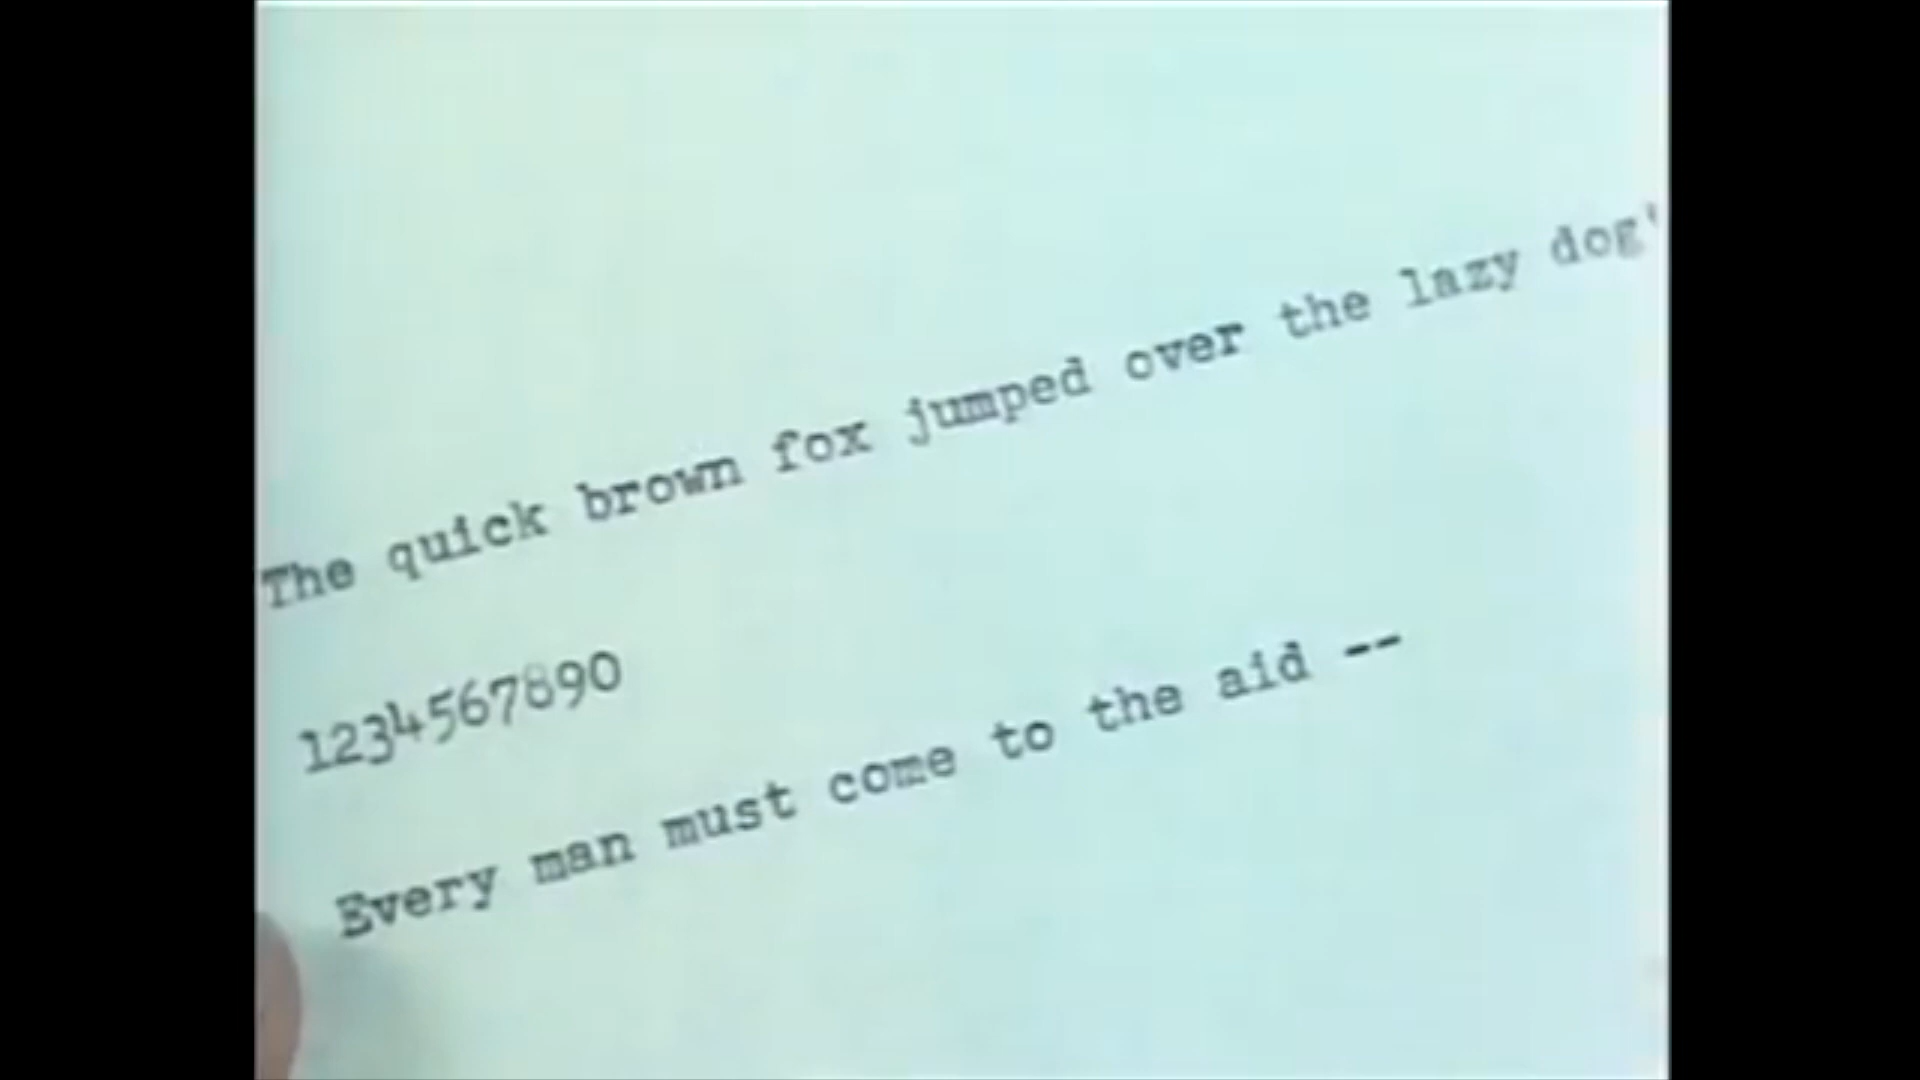 The quick brown fox jumped over the lazy dog'
1234567890
Every man must come to the aid --